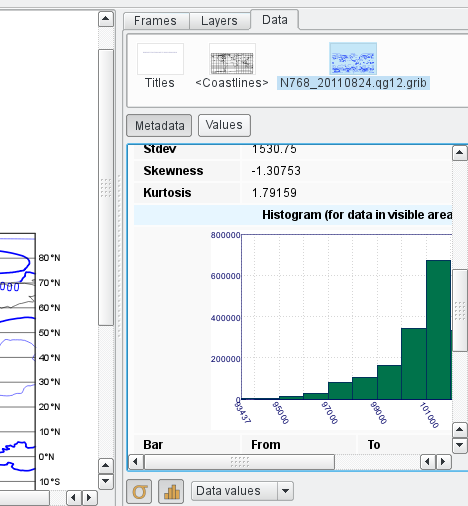 Frames Layers Data
Titles <Coastlines> N768_20110824.qg12.grib
Metadata Values
Stdev 1530.75
Skewness -1.30753
Kurtosis 1.79159
Histogram (for data in visible area
800000
600000
400000
200000
0
93437 95000 97000 99000 101000
Bar From To
Data values
80°N
70°N
000
60°N
50°N
40°N
30°N
20°N
10°N
0°N
10°S